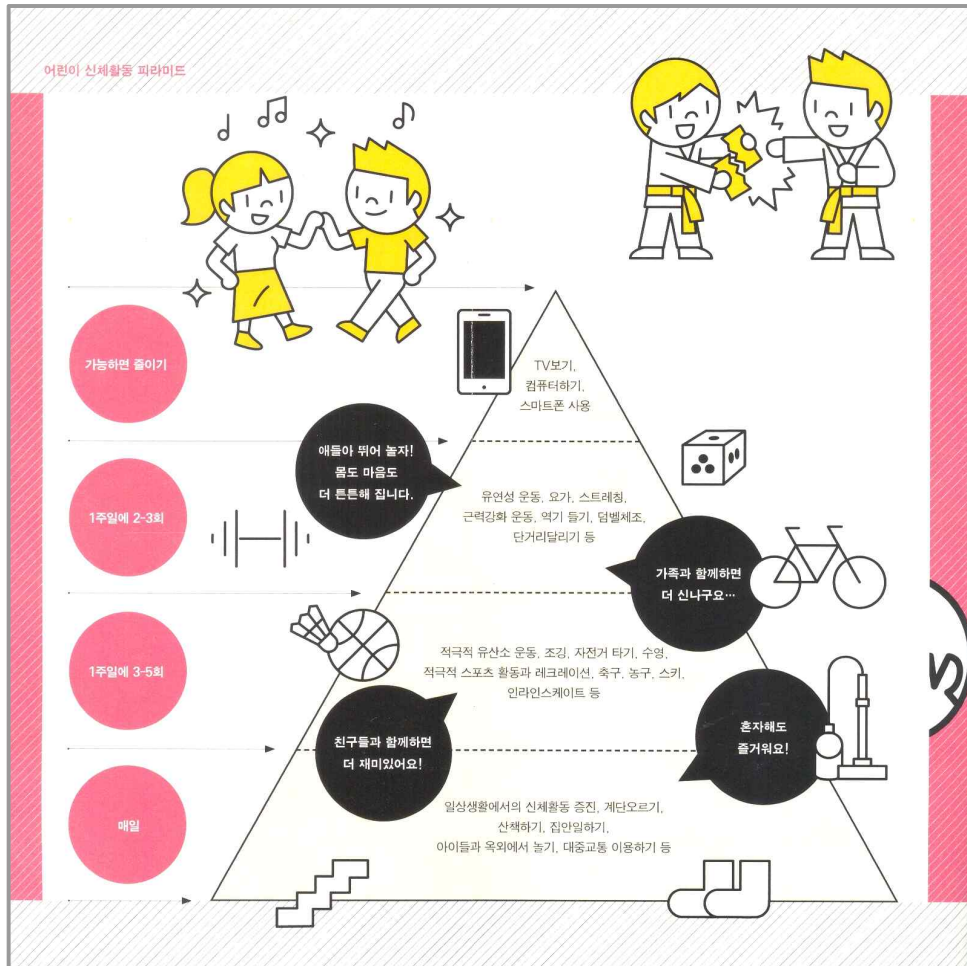 어린이 신체활동 피라미드
가능하면 줄이기
TV보기,
컴퓨터하기,
스마트폰 사용
애들아 뛰어 놀자!
몸도 마음도
더 튼튼해 집니다.
1주일에 2-3회
유연성 운동, 요가, 스트레칭,
근력강화 운동, 역기 들기, 덤벨체조,
단거리달리기 등
가족과 함께하면
더 신나구요…
1주일에 3-5회
적극적 유산소 운동, 조깅, 자전거 타기, 수영,
적극적 스포츠 활동과 레크레이션, 축구, 농구, 스키,
인라인스케이트 등
친구들과 함께하면
더 재미있어요!
혼자해도
즐거워요!
매일
일상생활에서의 신체활동 증진, 계단오르기,
산책하기, 집안일하기,
아이들과 옥외에서 놀기, 대중교통 이용하기 등